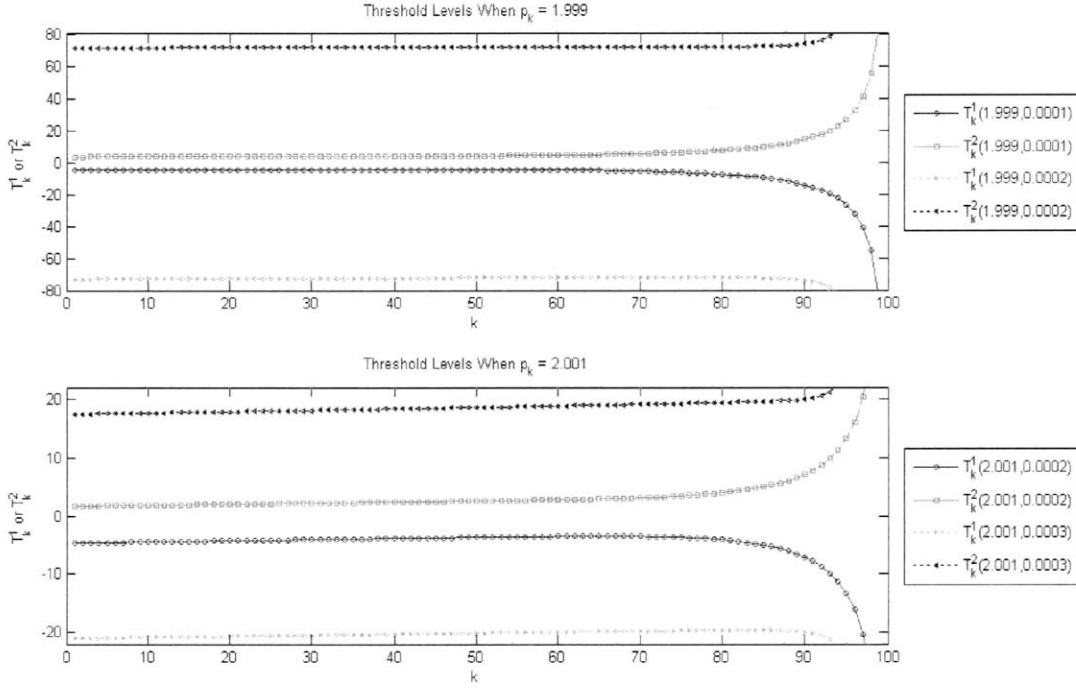 Threshold Levels When p_k = 1.999
80
60
40
20
0
-20
-40
-60
-80
T_k^1 or T_k^2
0 10 20 30 40 50 60 70 80 90 100
k
T_k^1(1.999,0.0001)
T_k^2(1.999,0.0001)
T_k^1(1.999,0.0002)
T_k^2(1.999,0.0002)
Threshold Levels When p_k = 2.001
20
10
0
-10
-20
T_k^1 or T_k^2
0 10 20 30 40 50 60 70 80 90 100
k
T_k^1(2.001,0.0002)
T_k^2(2.001,0.0002)
T_k^1(2.001,0.0003)
T_k^2(2.001,0.0003)